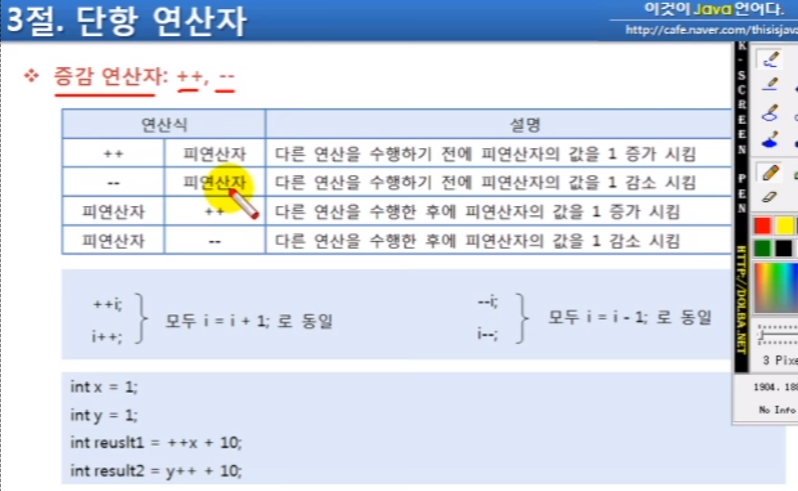 3절. 단항 연산자
이것이 Java 언어다.
http://cafe.naver.com/thisisjava
❖ 증감 연산자: ++, --
연산식 설명
++ 피연산자 다른 연산을 수행하기 전에 피연산자의 값을 1 증가 시킴
-- 피연산자 다른 연산을 수행하기 전에 피연산자의 값을 1 감소 시킴
피연산자 ++ 다른 연산을 수행한 후에 피연산자의 값을 1 증가 시킴
피연산자 -- 다른 연산을 수행한 후에 피연산자의 값을 1 감소 시킴
++i;
i++;
모두 i = i + 1; 로 동일
--i;
i--;
모두 i = i - 1; 로 동일
int x = 1;
int y = 1;
int reuslt1 = ++x + 10;
int result2 = y++ + 10;
K-SCREEN PEN HTTP://DOLBA.NET
3 Pixe
No Info